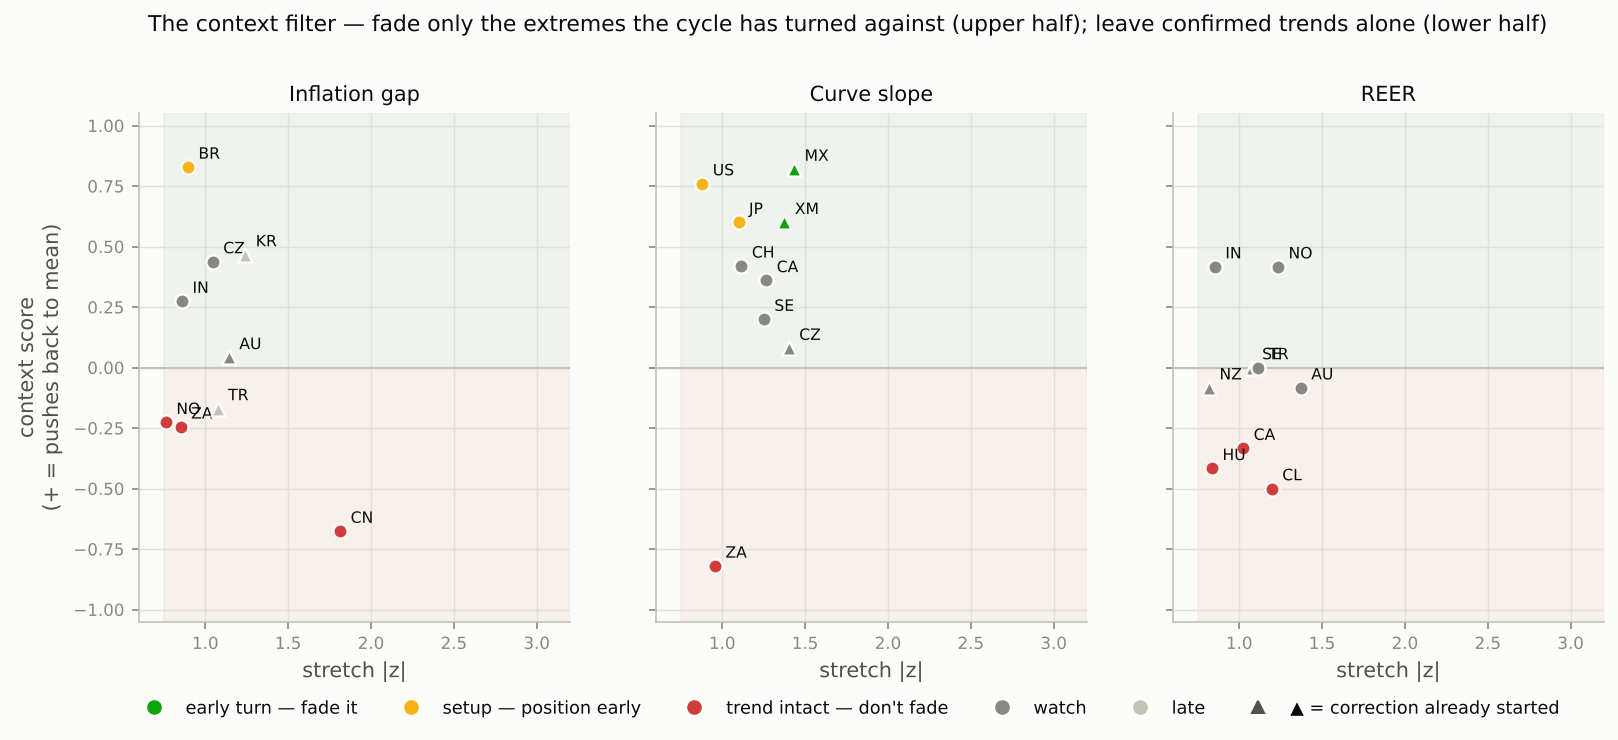 The context filter — fade only the extremes the cycle has turned against (upper half); leave confirmed trends alone (lower half)
Inflation gap
Curve slope
REER
context score
(+ = pushes back to mean)
1.00
0.75
0.50
0.25
0.00
−0.25
−0.50
−0.75
−1.00
BR
KR
CZ
IN
AU
TR
NO
ZA
CN
1.0 1.5 2.0 2.5 3.0
stretch |z|
MX
US
JP
XM
CH
CA
SE
CZ
ZA
1.0 1.5 2.0 2.5 3.0
stretch |z|
IN
NO
SE
TR
NZ
AU
CA
HU
CL
1.0 1.5 2.0 2.5 3.0
stretch |z|
early turn — fade it
setup — position early
trend intact — don't fade
watch
late
▲ = correction already started